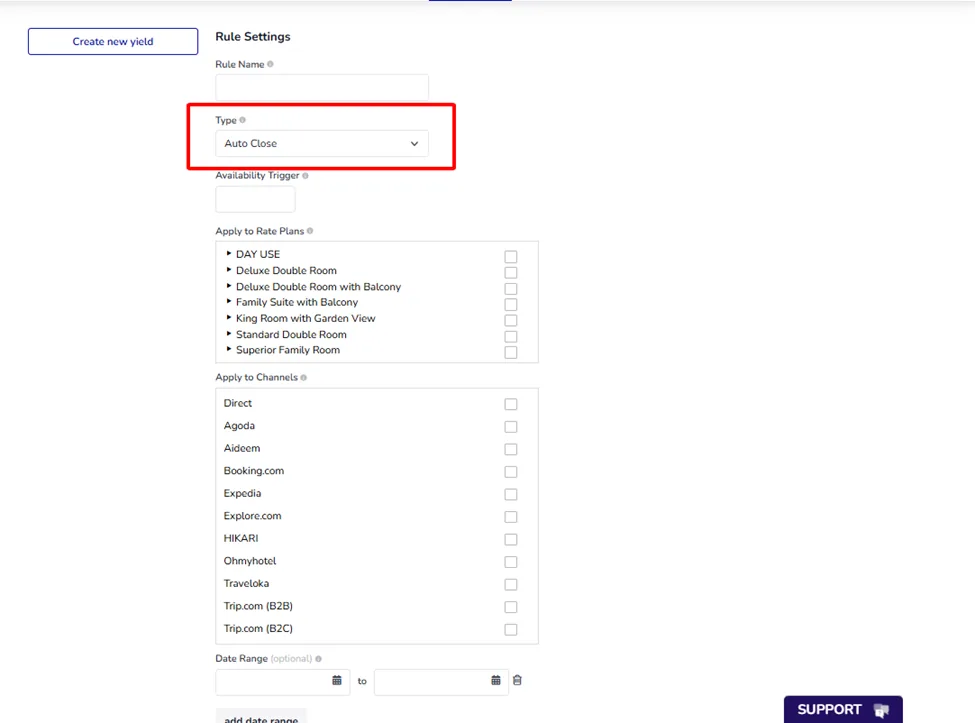 Create new yield
Rule Settings
Rule Name
Type
Auto Close
Availability Trigger
Apply to Rate Plans
DAY USE
Deluxe Double Room
Deluxe Double Room with Balcony
Family Suite with Balcony
King Room with Garden View
Standard Double Room
Superior Family Room
Apply to Channels
Direct
Agoda
Aideem
Booking.com
Expedia
Explore.com
HIKARI
Ohmyhotel
Traveloka
Trip.com (B2B)
Trip.com (B2C)
Date Range (optional)
to
add date range
SUPPORT